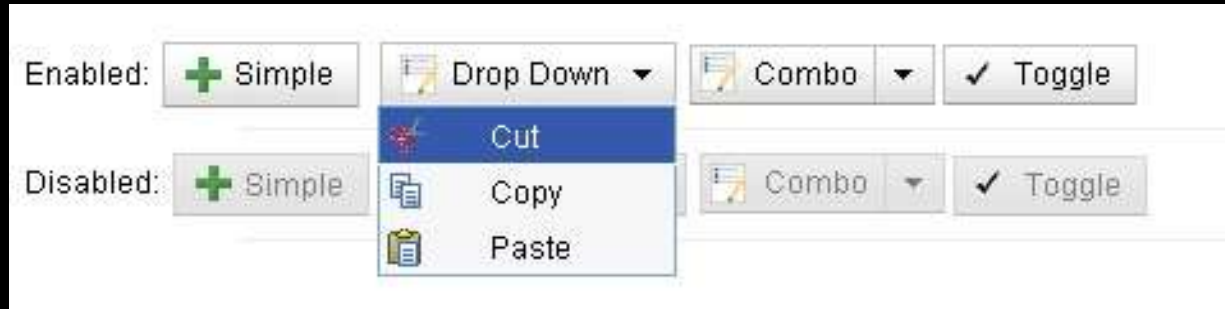 Enabled: Simple Drop Down Combo Toggle
Cut
Disabled: Simple Copy Combo Toggle
Paste